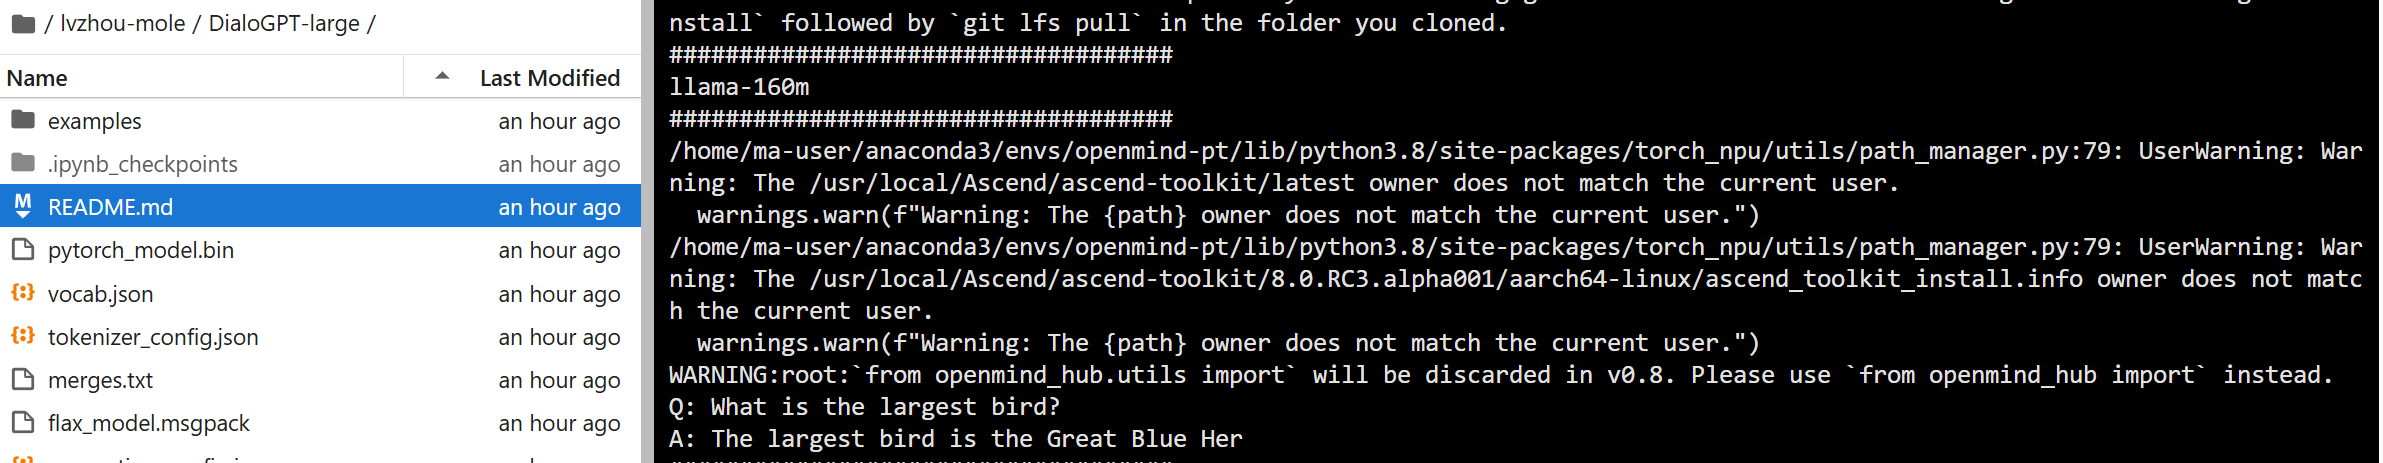 / lvzhou-mole / DialoGPT-large /
Name Last Modified
examples an hour ago
.ipynb_checkpoints an hour ago
README.md an hour ago
pytorch_model.bin an hour ago
vocab.json an hour ago
tokenizer_config.json an hour ago
merges.txt an hour ago
flax_model.msgpack an hour ago
nstall` followed by `git lfs pull` in the folder you cloned.
####################################
llama-160m
####################################
/home/ma-user/anaconda3/envs/openmind-pt/lib/python3.8/site-packages/torch_npu/utils/path_manager.py:79: UserWarning: War
ning: The /usr/local/Ascend/ascend-toolkit/latest owner does not match the current user.
  warnings.warn(f"Warning: The {path} owner does not match the current user.")
/home/ma-user/anaconda3/envs/openmind-pt/lib/python3.8/site-packages/torch_npu/utils/path_manager.py:79: UserWarning: War
ning: The /usr/local/Ascend/ascend-toolkit/8.0.RC3.alpha001/aarch64-linux/ascend_toolkit_install.info owner does not matc
h the current user.
  warnings.warn(f"Warning: The {path} owner does not match the current user.")
WARNING:root:`from openmind_hub.utils import` will be discarded in v0.8. Please use `from openmind_hub import` instead.
Q: What is the largest bird?
A: The largest bird is the Great Blue Her